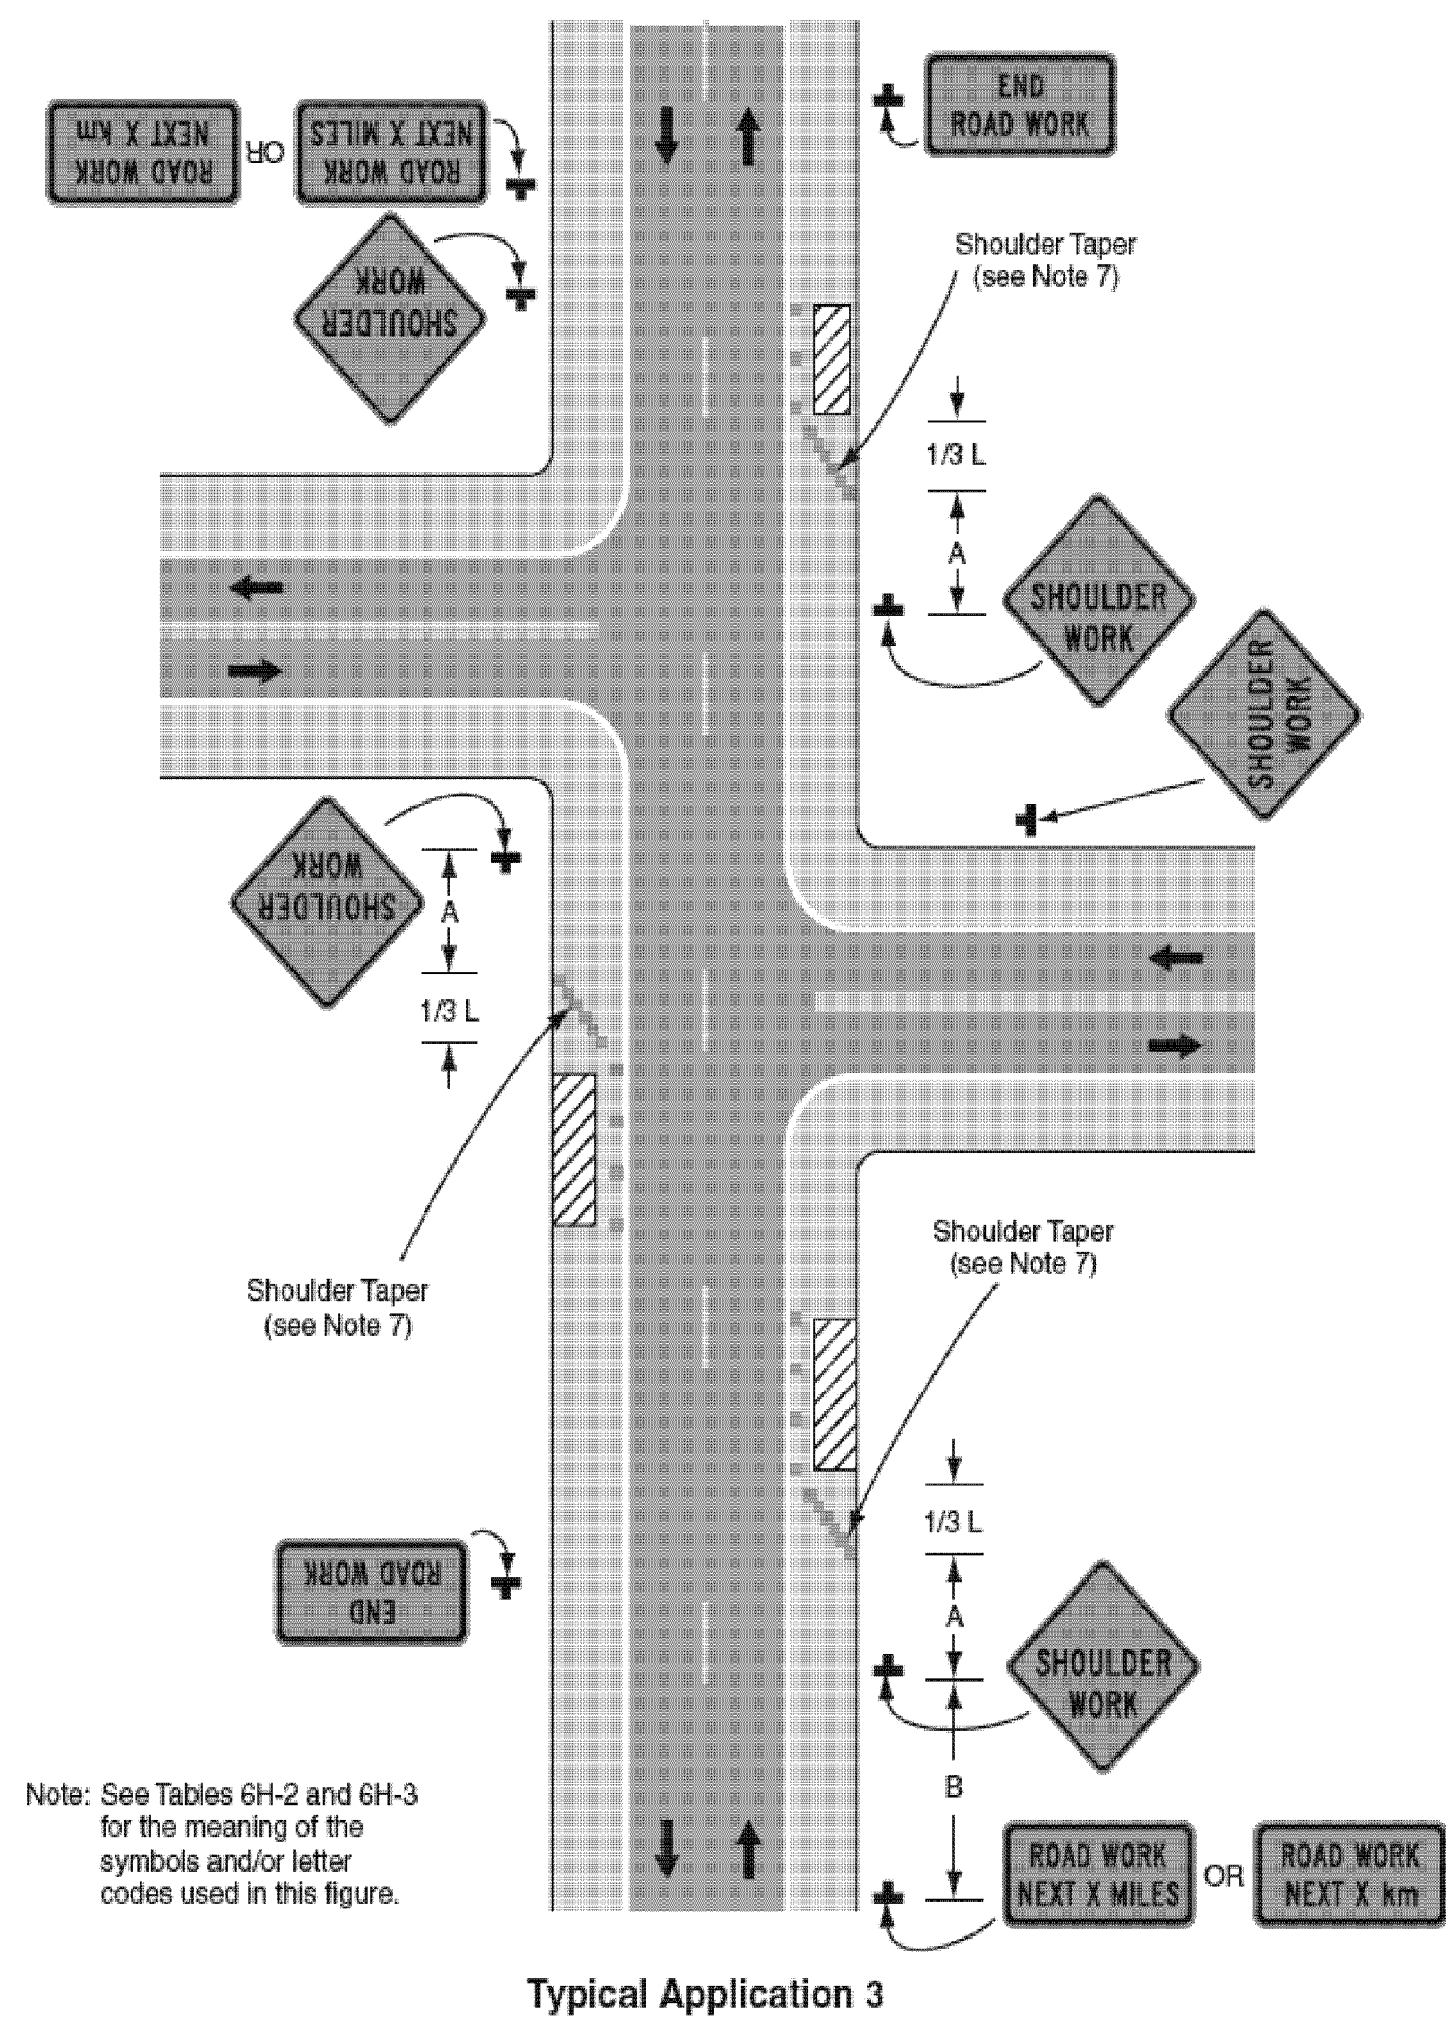 END
ROAD WORK
ROAD WORK
NEXT X km
OR
ROAD WORK
NEXT X MILES
SHOULDER
WORK
Shoulder Taper
(see Note 7)
1/3 L
A
SHOULDER
WORK
SHOULDER
WORK
SHOULDER
WORK
A
1/3 L
Shoulder Taper
(see Note 7)
Shoulder Taper
(see Note 7)
1/3 L
A
SHOULDER
WORK
END
ROAD WORK
B
Note: See Tables 6H-2 and 6H-3
for the meaning of the
symbols and/or letter
codes used in this figure.
ROAD WORK
NEXT X MILES
OR
ROAD WORK
NEXT X km
Typical Application 3